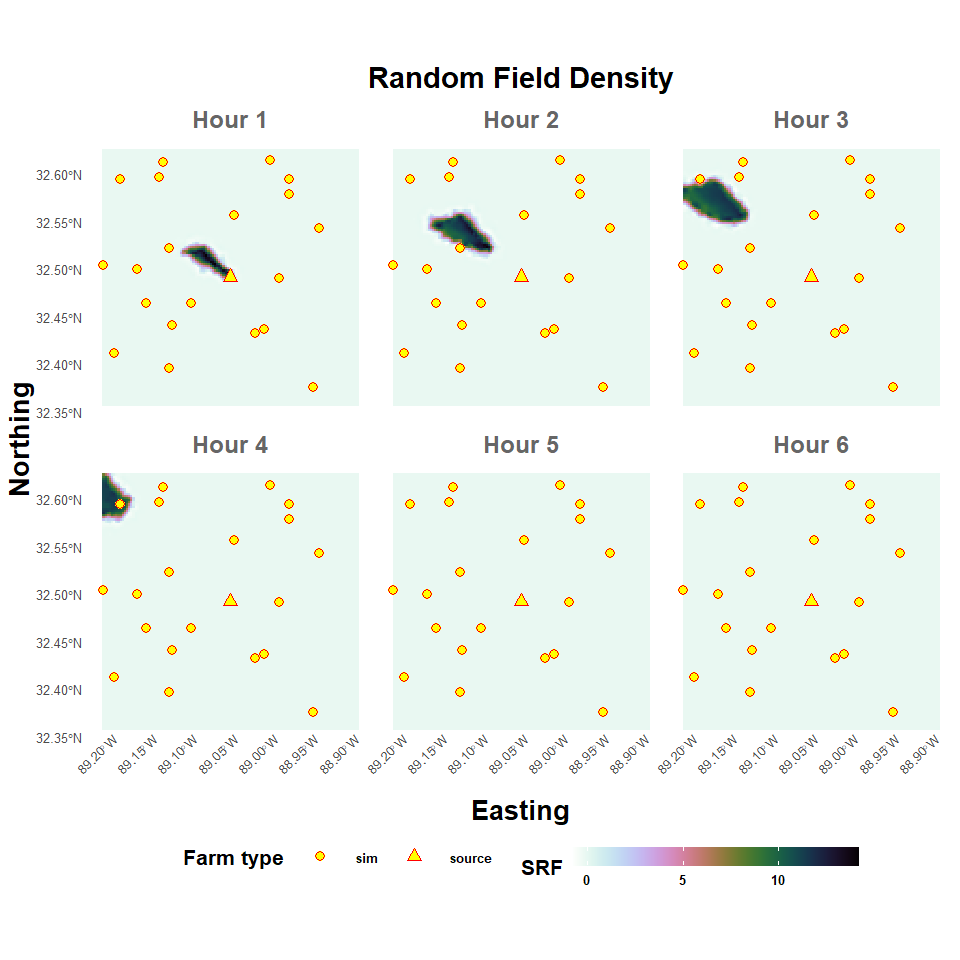 Random Field Density
Hour 1 Hour 2 Hour 3
32.60°N
32.55°N
32.50°N
32.45°N
32.40°N
32.35°N
Northing
Hour 4 Hour 5 Hour 6
32.60°N
32.55°N
32.50°N
32.45°N
32.40°N
32.35°N
89.20°W 89.15°W 89.10°W 89.05°W 89.00°W 88.95°W 88.90°W 89.20°W 89.15°W 89.10°W 89.05°W 89.00°W 88.95°W 88.90°W 89.20°W 89.15°W 89.10°W 89.05°W 89.00°W 88.95°W 88.90°W
Easting
Farm type sim source SRF
0 5 10